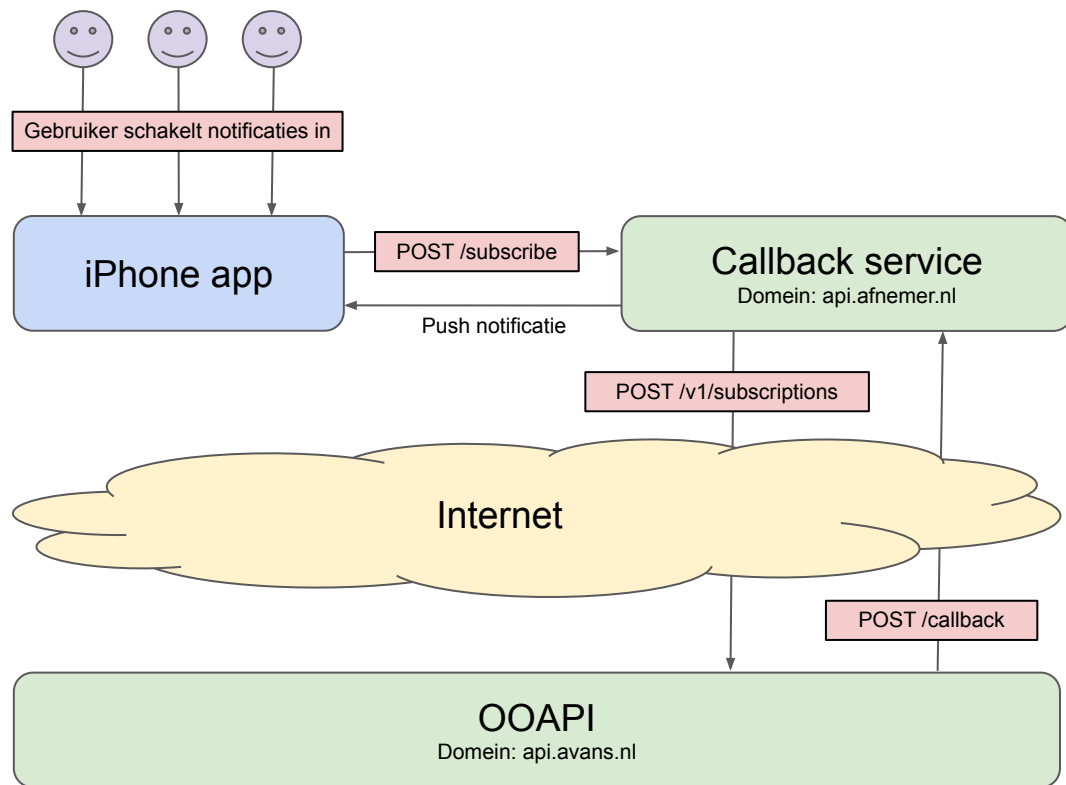 Gebruiker schakelt notificaties in
iPhone app
POST /subscribe
Callback service
Domein: api.afnemer.nl
Push notificatie
POST /v1/subscriptions
Internet
POST /callback
OOAPI
Domein: api.avans.nl